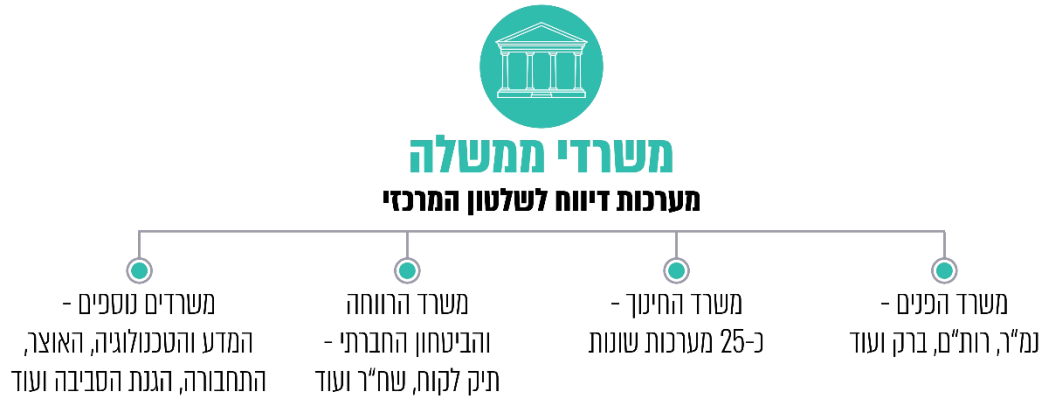 משרדי ממשלה
מערכות דיווח לשלטון המרכזי
משרד הפנים -
נמ"ר, רות"ם, ברק ועוד
משרד החינוך -
כ-25 מערכות שונות
משרד הרווחה
והביטחון החברתי -
תיק לקוח, שח"ר ועוד
משרדים נוספים -
המדע והטכנולוגיה, האוצר,
התחבורה, הגנת הסביבה ועוד